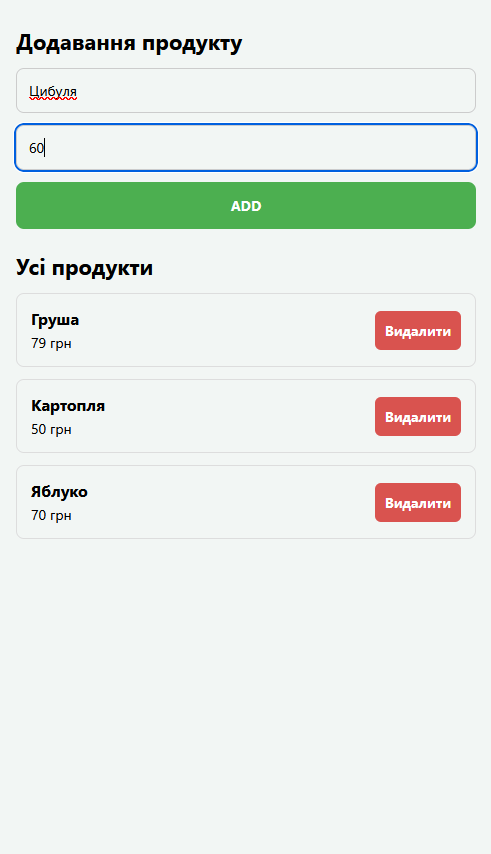 Додавання продукту
Цибуля
60
ADD
Усі продукти
Груша
79 грн
Видалити
Картопля
50 грн
Видалити
Яблуко
70 грн
Видалити